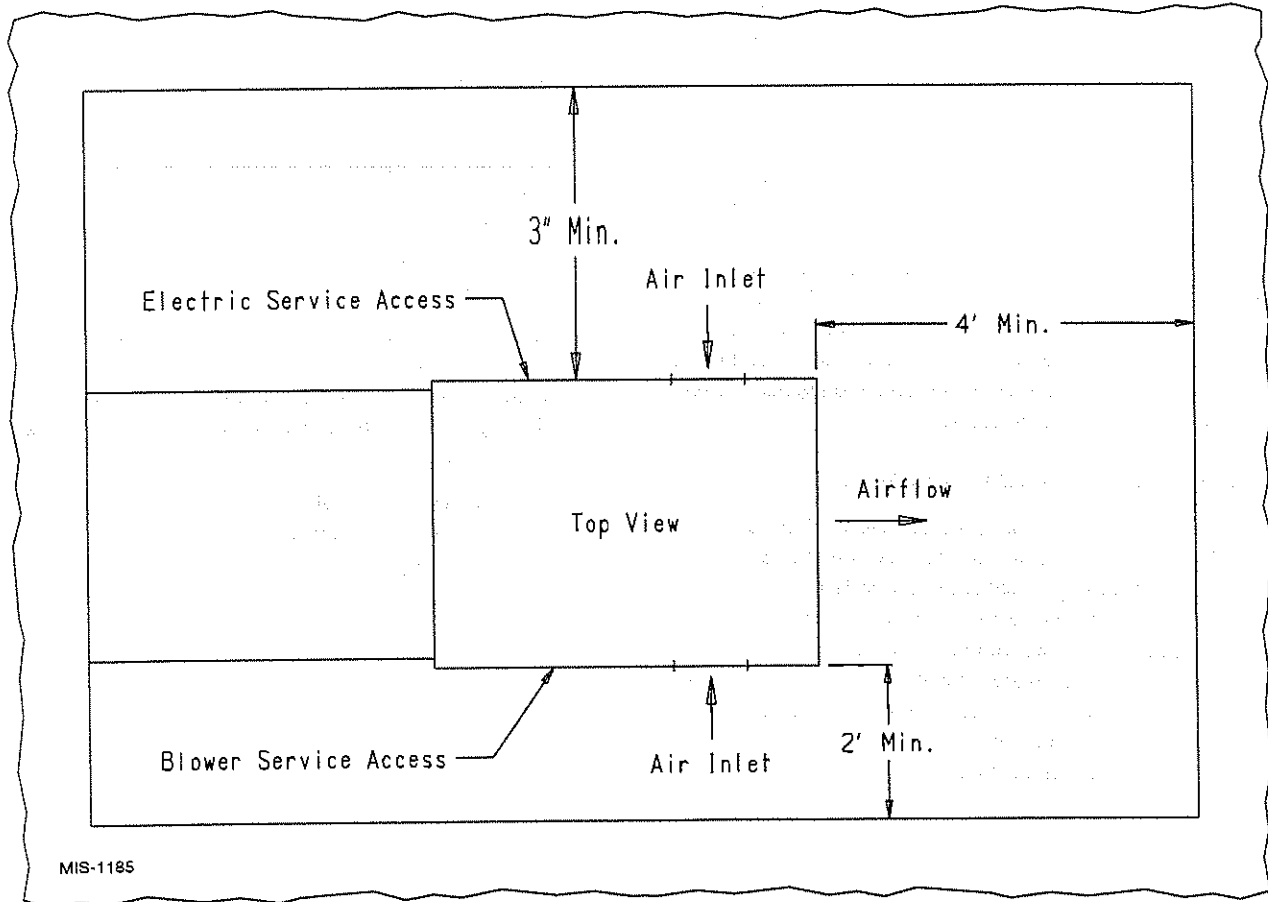 3" Min.
Air Inlet
Electric Service Access
4' Min.
Airflow
Top View
2' Min.
Blower Service Access
Air Inlet
MIS-1185